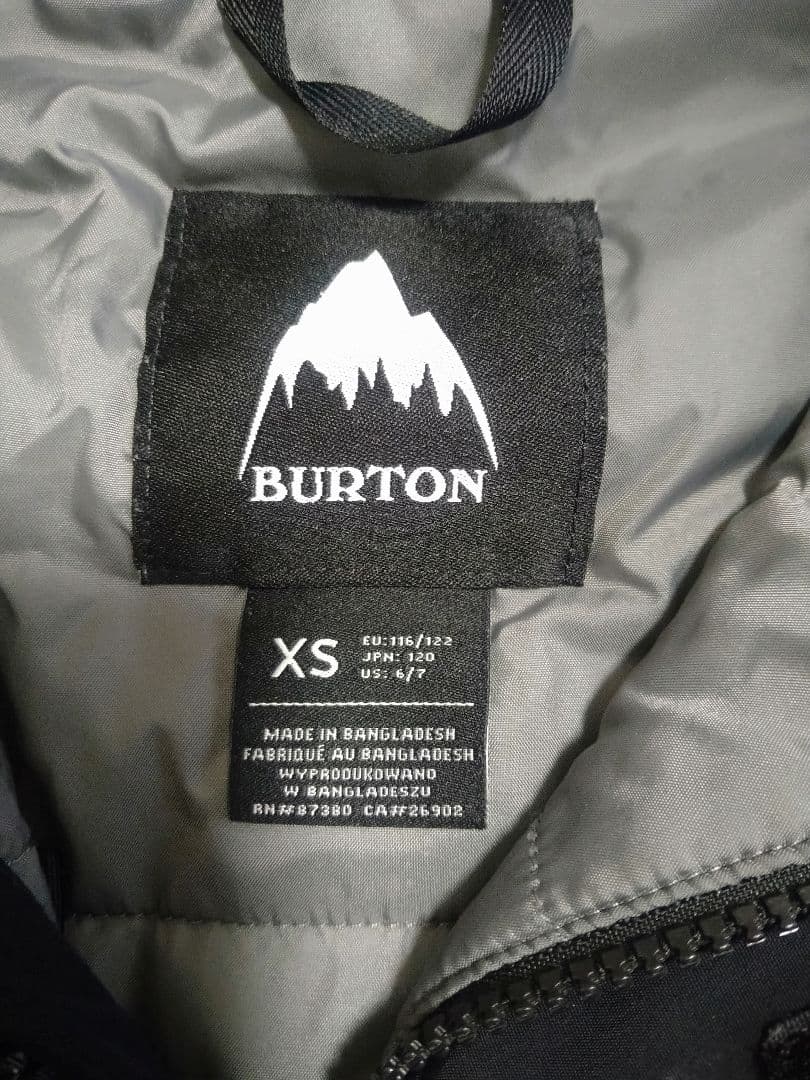 BURTON
XS
EU:116/122
JPN: 120
US: 6/7
MADE IN BANGLADESH
FABRIQUÉ AU BANGLADESH
WYPRODUKOWANO
W BANGLADESZU
RN#87380 CA#26902